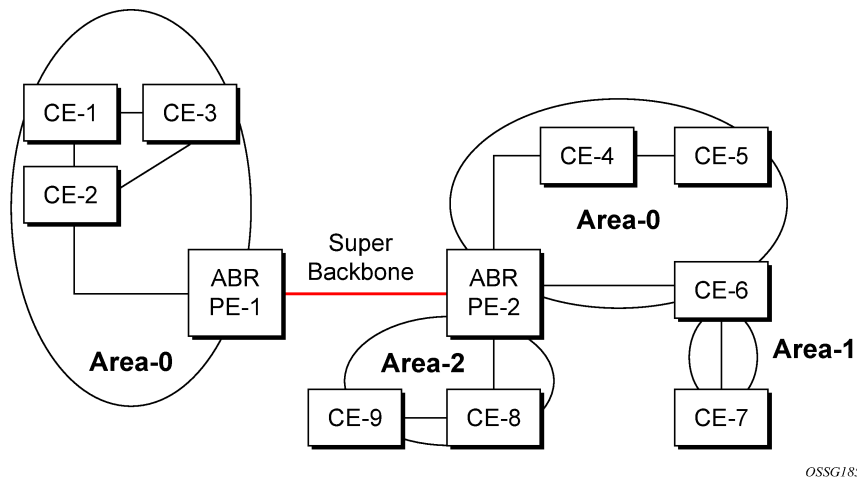 CE-1
CE-3
CE-2
ABR
PE-1
Area-0
Super
Backbone
CE-4
CE-5
Area-0
ABR
PE-2
CE-6
Area-2
Area-1
CE-9
CE-8
CE-7